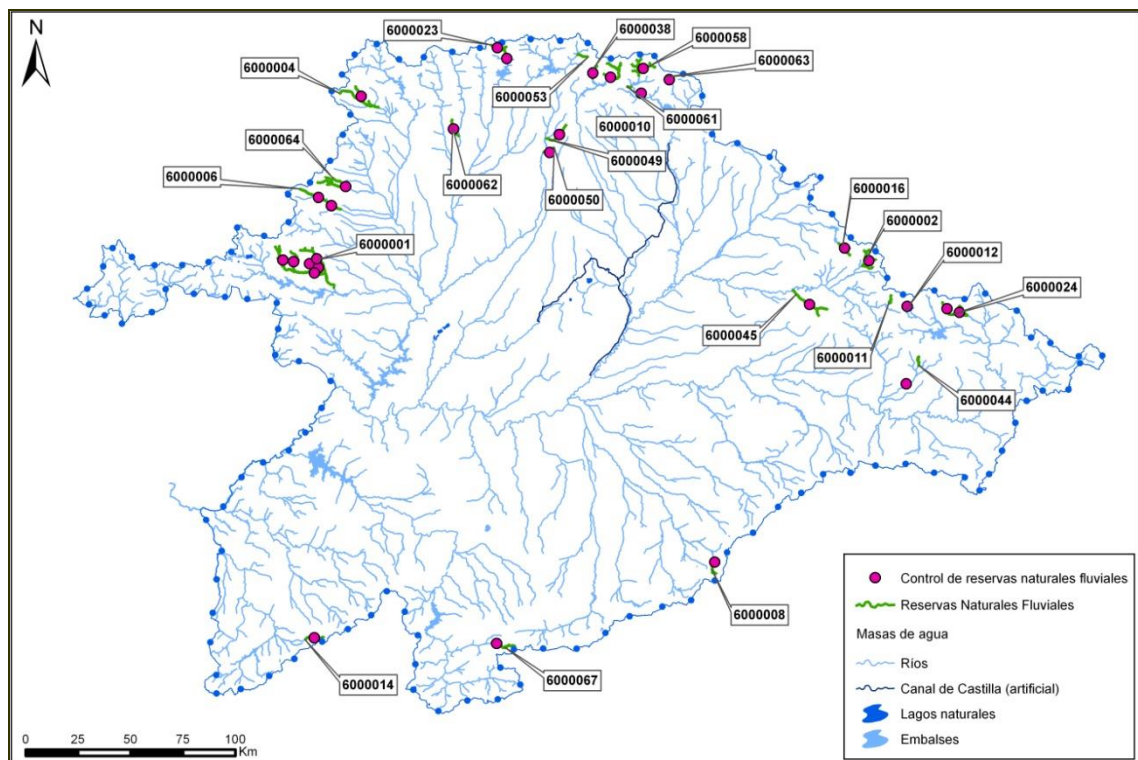 N
6000023
6000038
6000058
6000063
6000004
6000053
6000061
6000010
6000064
6000049
6000006
6000062
6000050
6000016
6000002
6000001
6000012
6000024
6000045
6000011
6000044
6000008
6000014
6000067
Control de reservas naturales fluviales
Reservas Naturales Fluviales
Masas de agua
Ríos
Canal de Castilla (artificial)
Lagos naturales
Embalses
0 25 50 75 100
Km